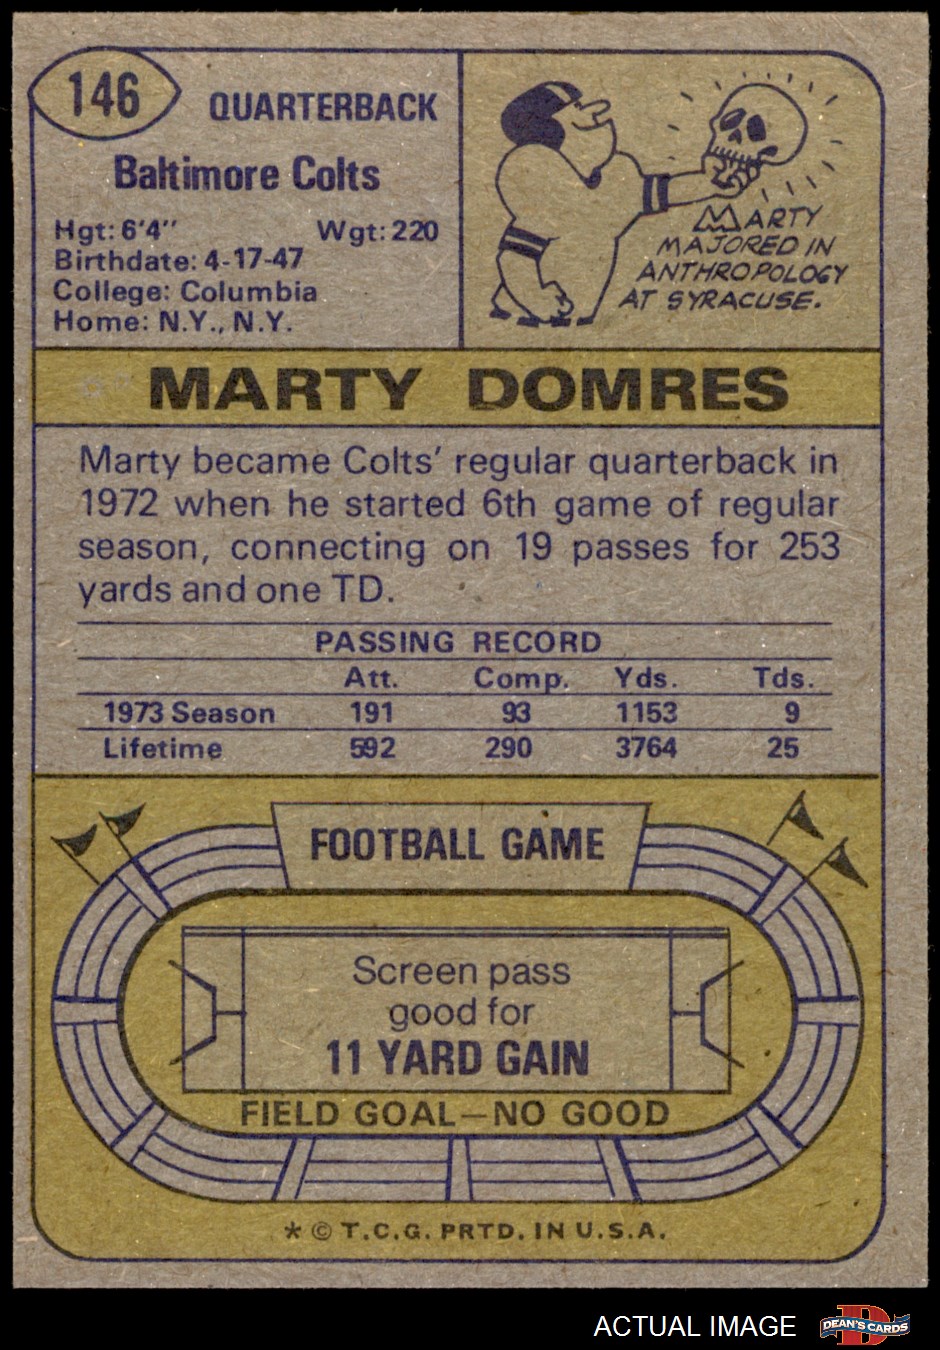 146
QUARTERBACK
Baltimore Colts
Hgt: 6'4" Wgt: 220
Birthdate: 4-17-47
College: Columbia
Home: N.Y., N.Y.
MARTY
MAJORED IN
ANTHROPOLOGY
AT SYRACUSE.
MARTY DOMRES
Marty became Colts' regular quarterback in
1972 when he started 6th game of regular
season, connecting on 19 passes for 253
yards and one TD.
PASSING RECORD
Att. Comp. Yds. Tds.
1973 Season 191 93 1153 9
Lifetime 592 290 3764 25
FOOTBALL GAME
Screen pass
good for
11 YARD GAIN
FIELD GOAL—NO GOOD
* © T.C.G. PRTD. IN U.S.A.
ACTUAL IMAGE
D
DEAN'S CARDS